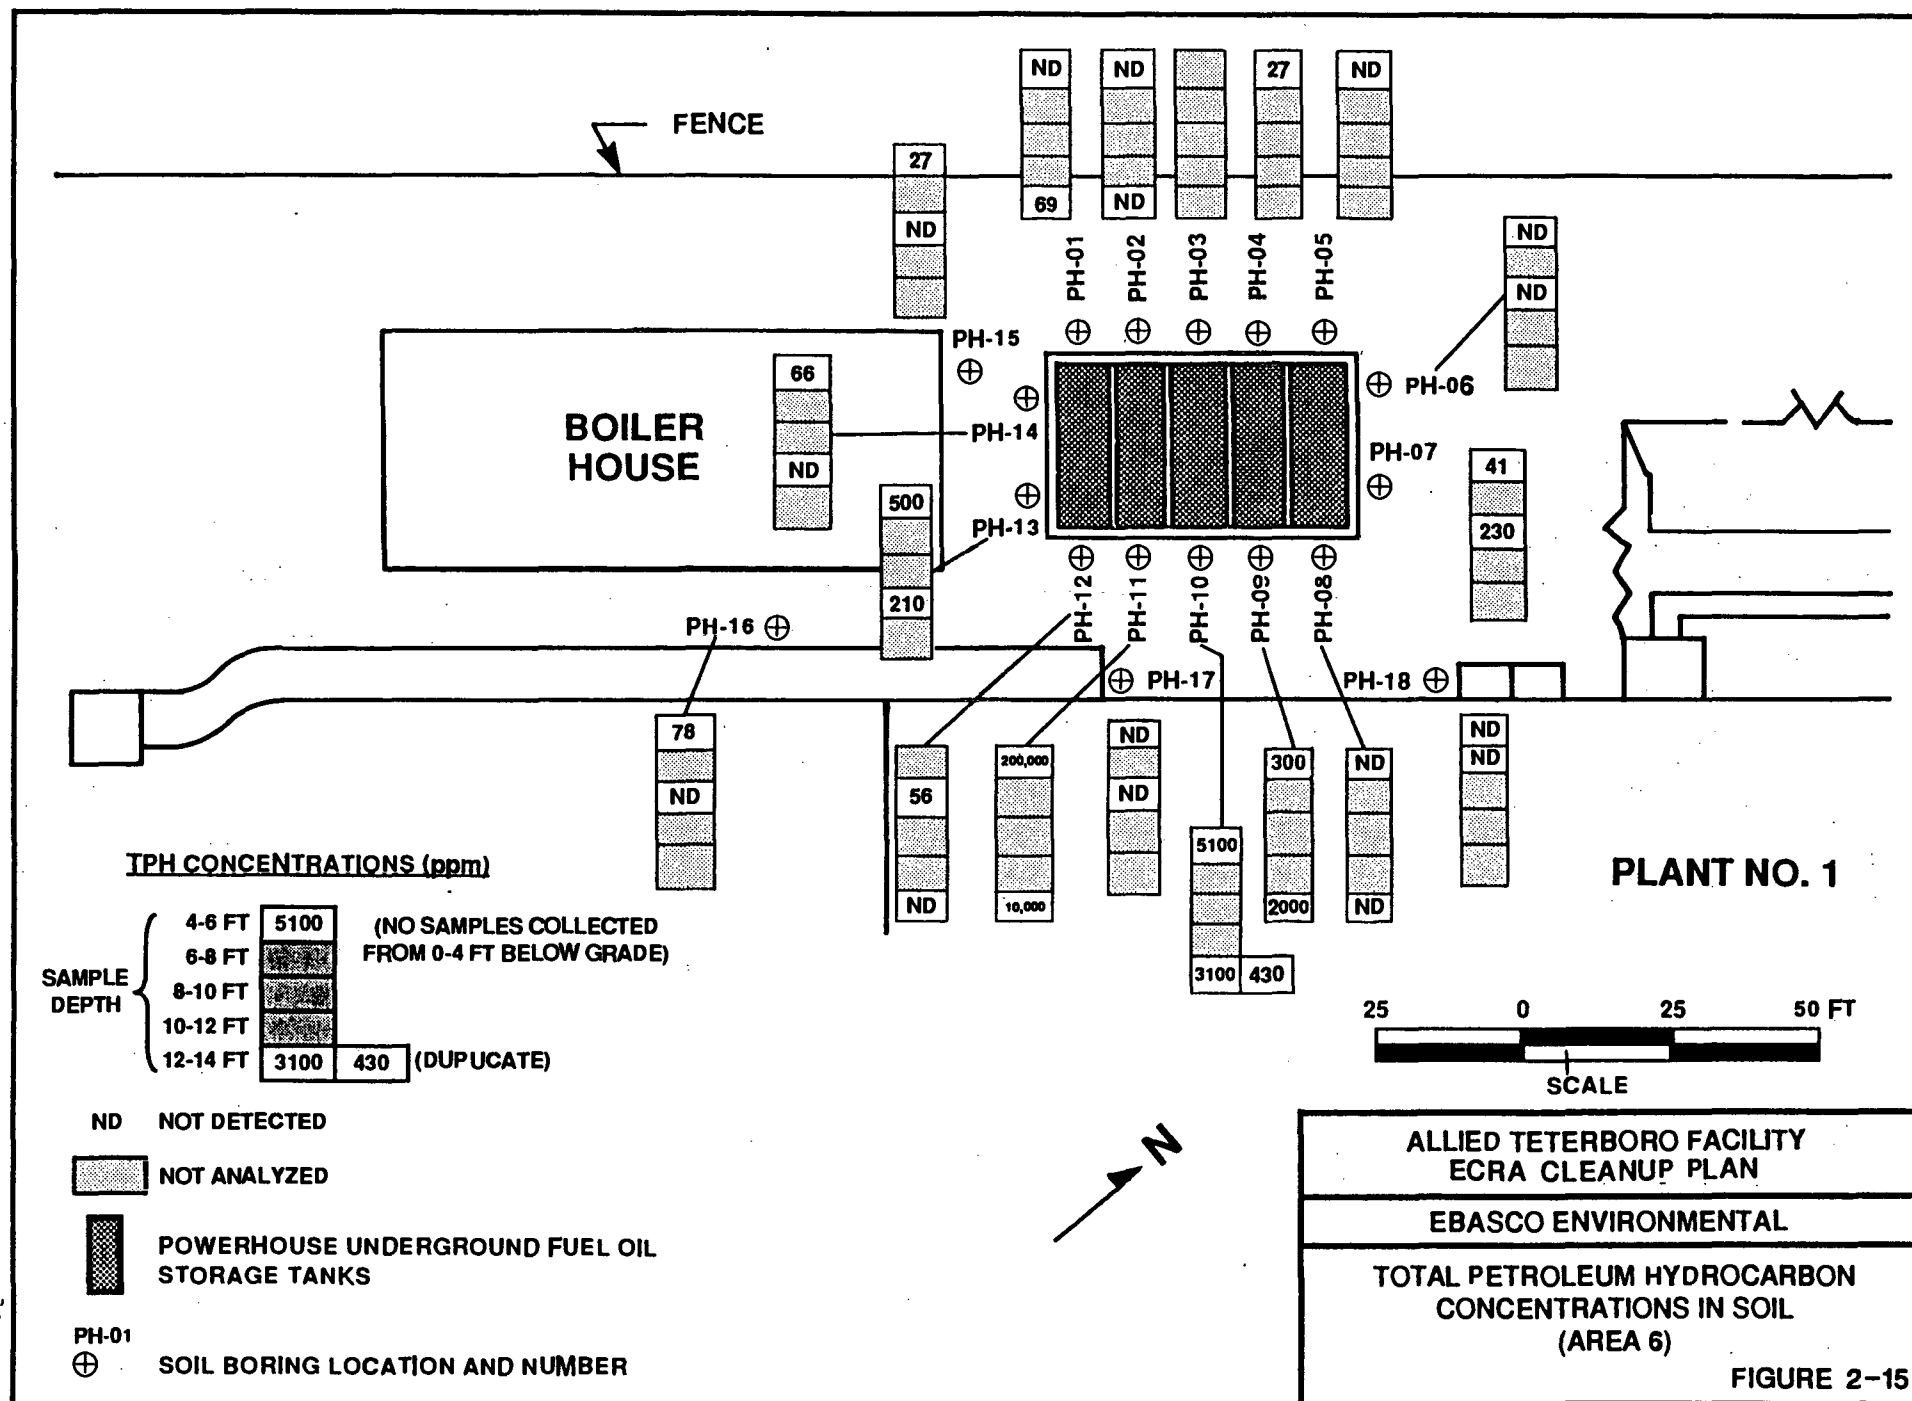 ND
ND
27
ND
FENCE
27
ND
69
ND
PH-01
PH-02
PH-03
PH-04
PH-05
ND
ND
PH-15
PH-06
66
ND
BOILER
HOUSE
PH-14
PH-07
41
230
500
210
PH-13
PH-12
PH-11
PH-10
PH-09
PH-08
PH-16
PH-17
PH-18
78
ND
56
ND
200,000
10,000
ND
ND
5100
3100
430
300
2000
ND
ND
ND
ND
PLANT NO. 1
TPH CONCENTRATIONS (ppm)
4-6 FT 5100 (NO SAMPLES COLLECTED
6-8 FT FROM 0-4 FT BELOW GRADE)
SAMPLE
DEPTH
8-10 FT
10-12 FT
12-14 FT 3100 430 (DUPUCATE)
ND NOT DETECTED
NOT ANALYZED
POWERHOUSE UNDERGROUND FUEL OIL
STORAGE TANKS
PH-01
SOIL BORING LOCATION AND NUMBER
25 0 25 50 FT
SCALE
N
ALLIED TETERBORO FACILITY
ECRA CLEANUP PLAN
EBASCO ENVIRONMENTAL
TOTAL PETROLEUM HYDROCARBON
CONCENTRATIONS IN SOIL
(AREA 6)
FIGURE 2-15